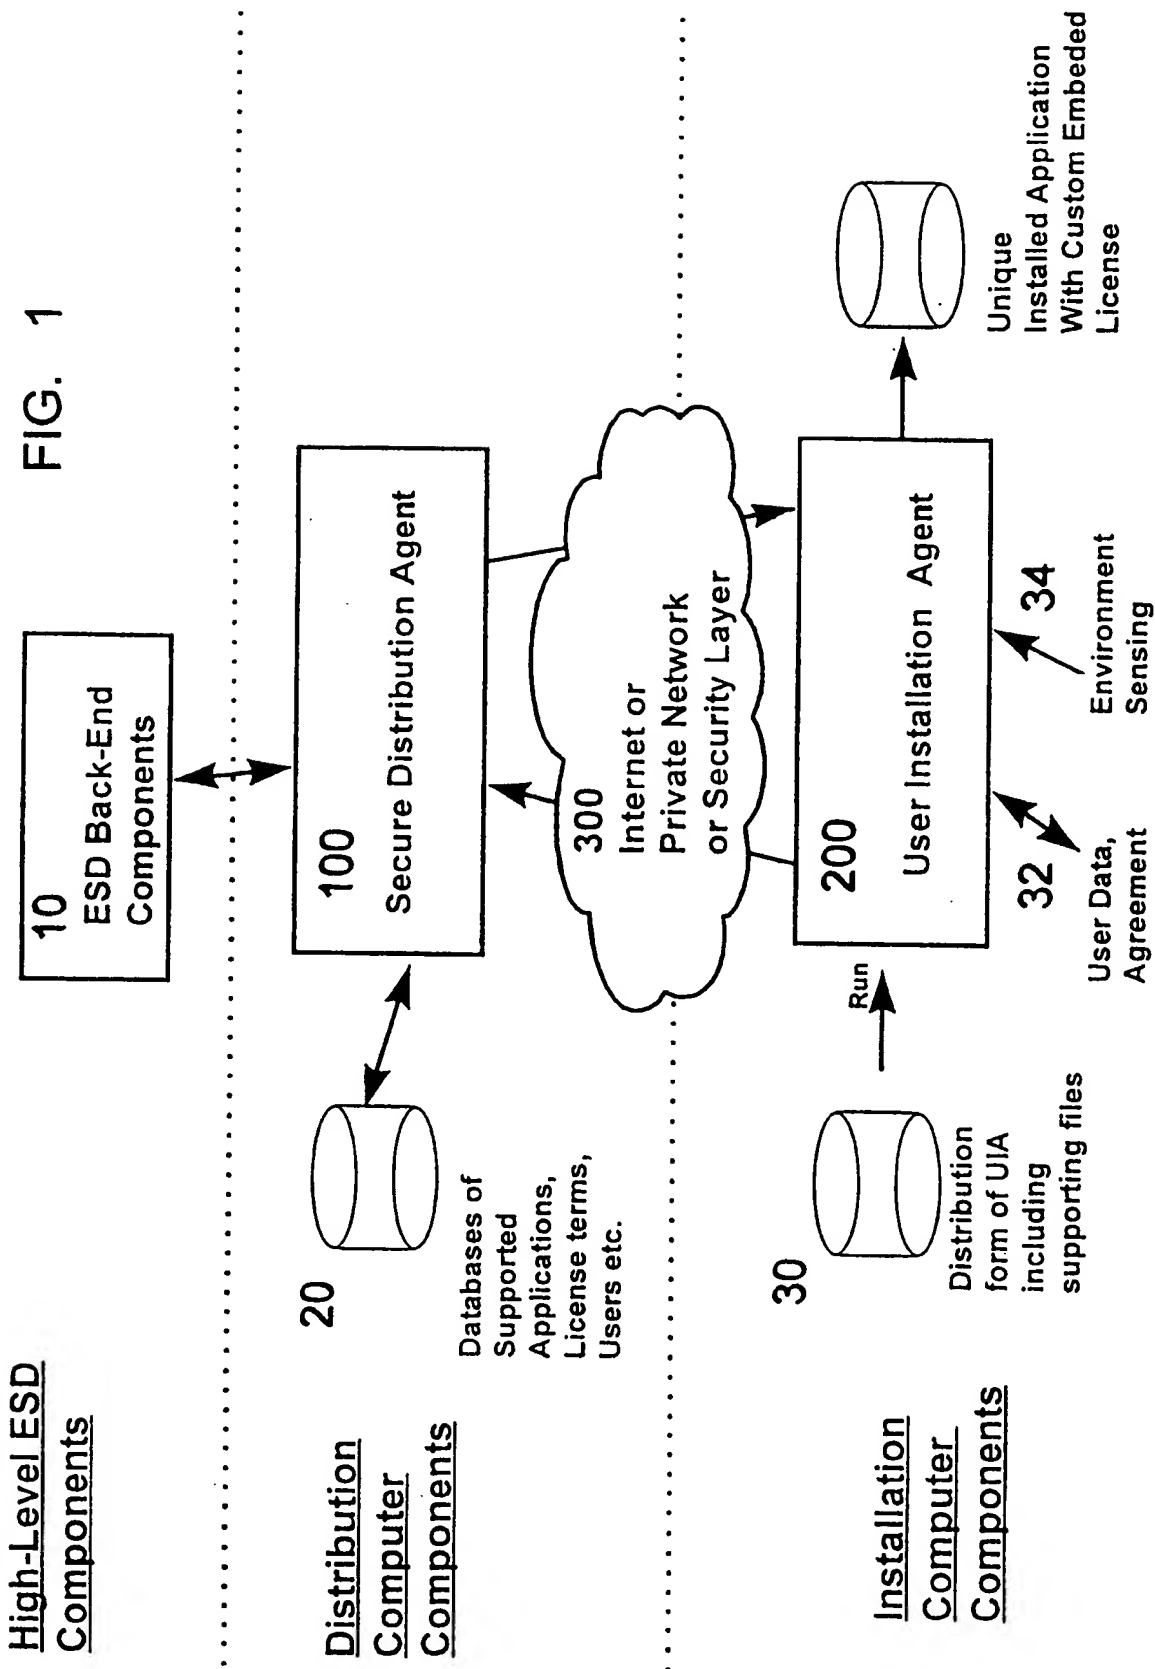 FIG. 1
High-Level ESD
Components
10
ESD Back-End
Components
Distribution
Computer
Components
20
Databases of
Supported
Applications,
License terms,
Users etc.
100
Secure Distribution Agent
300
Internet or
Private Network
or Security Layer
Installation
Computer
Components
30
Distribution
form of UIA
including
supporting files
Run
200
User Installation Agent
32
User Data,
Agreement
34
Environment
Sensing
Unique
Installed Application
With Custom Embeded
License